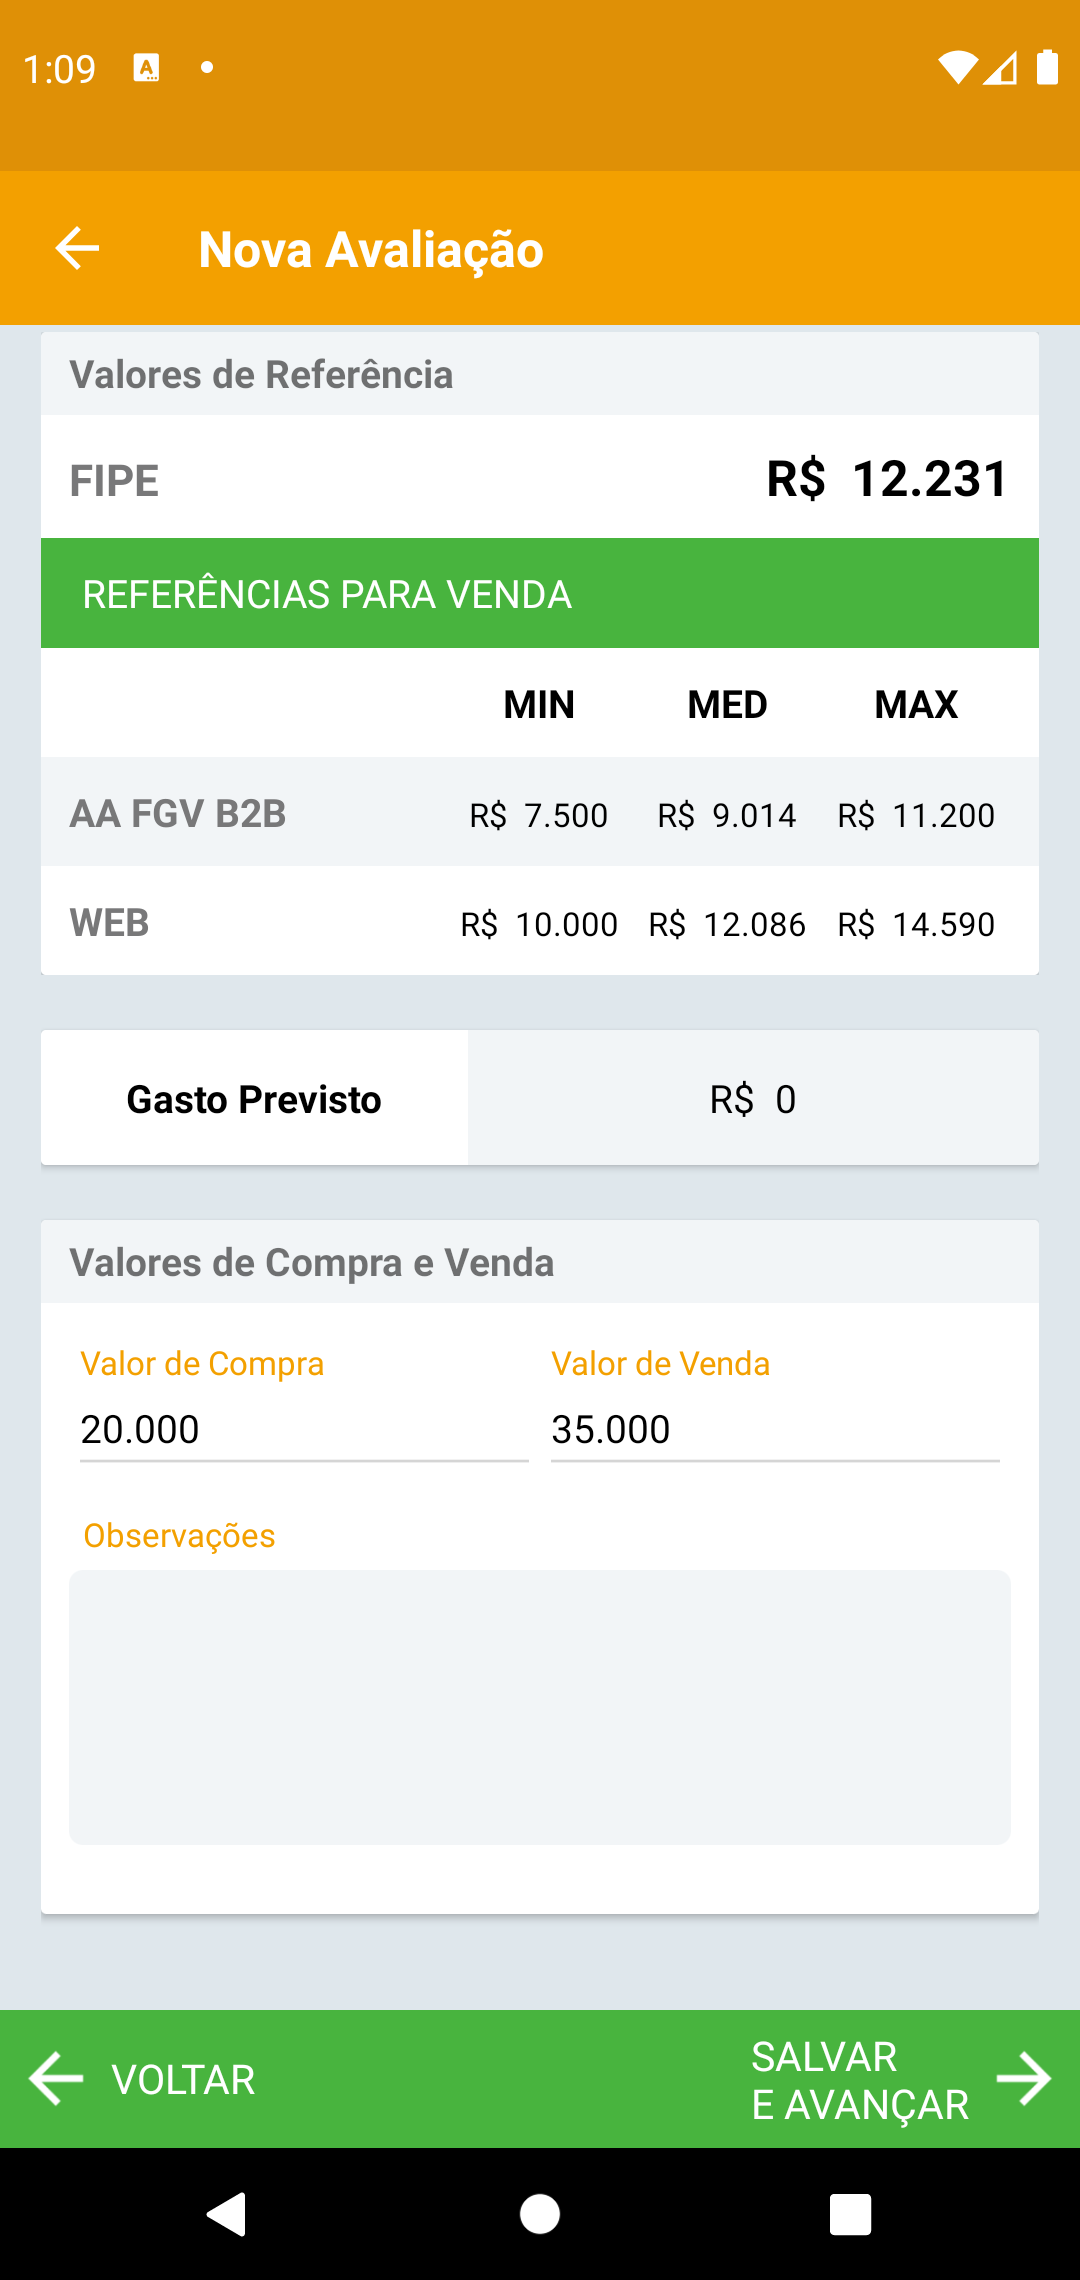 1:09
Nova Avaliação
Valores de Referência
FIPE R$ 12.231
REFERÊNCIAS PARA VENDA
MIN MED MAX
AA FGV B2B R$ 7.500 R$ 9.014 R$ 11.200
WEB R$ 10.000 R$ 12.086 R$ 14.590
Gasto Previsto R$ 0
Valores de Compra e Venda
Valor de Compra Valor de Venda
20.000 35.000
Observações
VOLTAR
SALVAR
E AVANÇAR